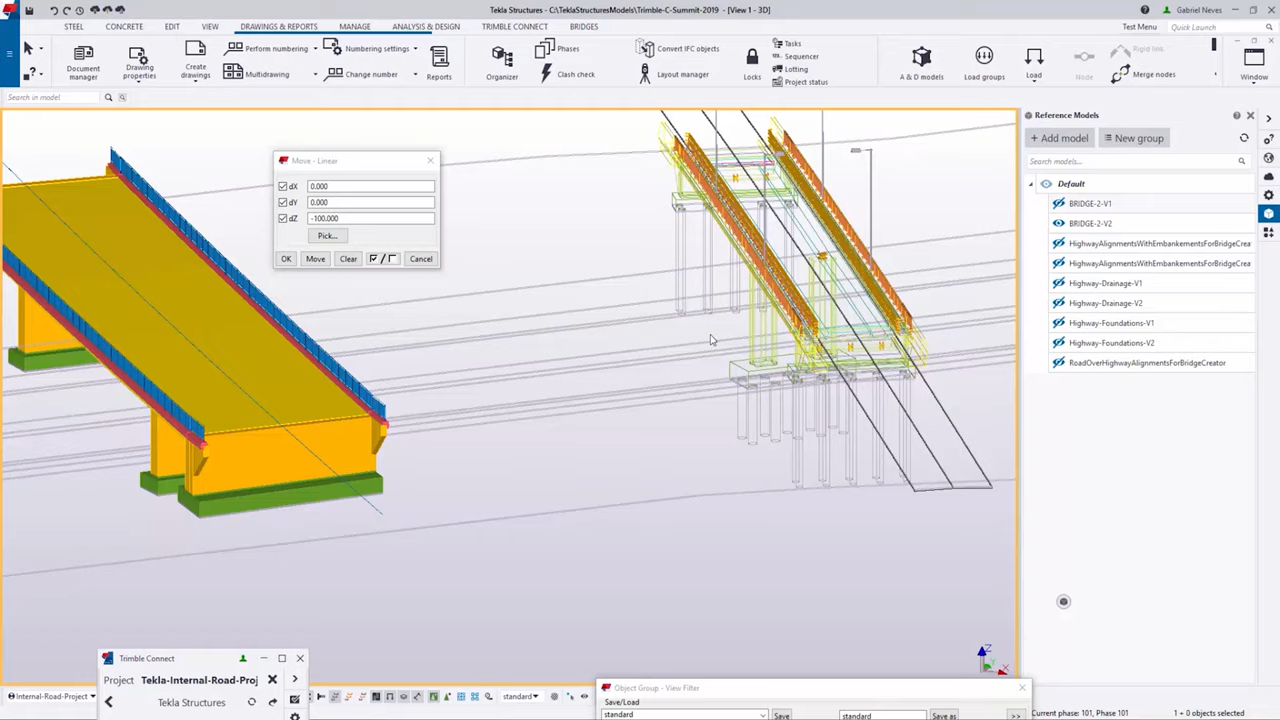 Tekla Structures - C:\TeklaStructuresModels\Trimble-C-Summit-2019 - [View 1 - 3D]
Gabriel Neves
STEEL CONCRETE EDIT VIEW DRAWINGS & REPORTS MANAGE ANALYSIS & DESIGN TRIMBLE CONNECT BRIDGES Test Menu Quick Launch
Document manager
Drawing properties
Create drawings
Perform numbering
Multidrawing
Numbering settings
Change number
Reports
Organizer
Phases
Clash check
Convert IFC objects
Layout manager
Locks
Tasks
Sequencer
Lotting
Project status
A & D models
Load groups
Load
Node
Rigid link
Merge nodes
Window
Search in model
Move - Linear
dX 0.000
dY 0.000
dZ -100.000
Pick...
OK Move Clear / Cancel
Reference Models
+ Add model New group
Search models...
Default
BRIDGE-2-V1
BRIDGE-2-V2
HighwayAlignmentsWithEmbankementsForBridgeCrea
HighwayAlignmentsWithEmbankementsForBridgeCrea
Highway-Drainage-V1
Highway-Drainage-V2
Highway-Foundations-V1
Highway-Foundations-V2
RoadOverHighwayAlignmentsForBridgeCreator
Z
Trimble Connect
Project Tekla-Internal-Road-Proj
Tekla Structures
Internal-Road-Project
standard
Object Group - View Filter
Save/Load
standard Save standard Save as >>
Current phase: 101, Phase 101 1 + 0 objects selected